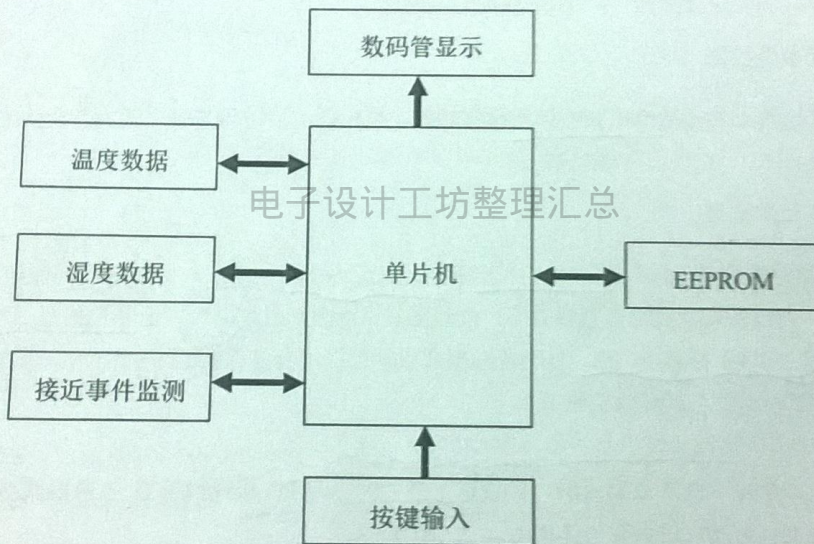 数码管显示
温度数据
电子设计工坊整理汇总
湿度数据
单片机
EEPROM
接近事件监测
按键输入